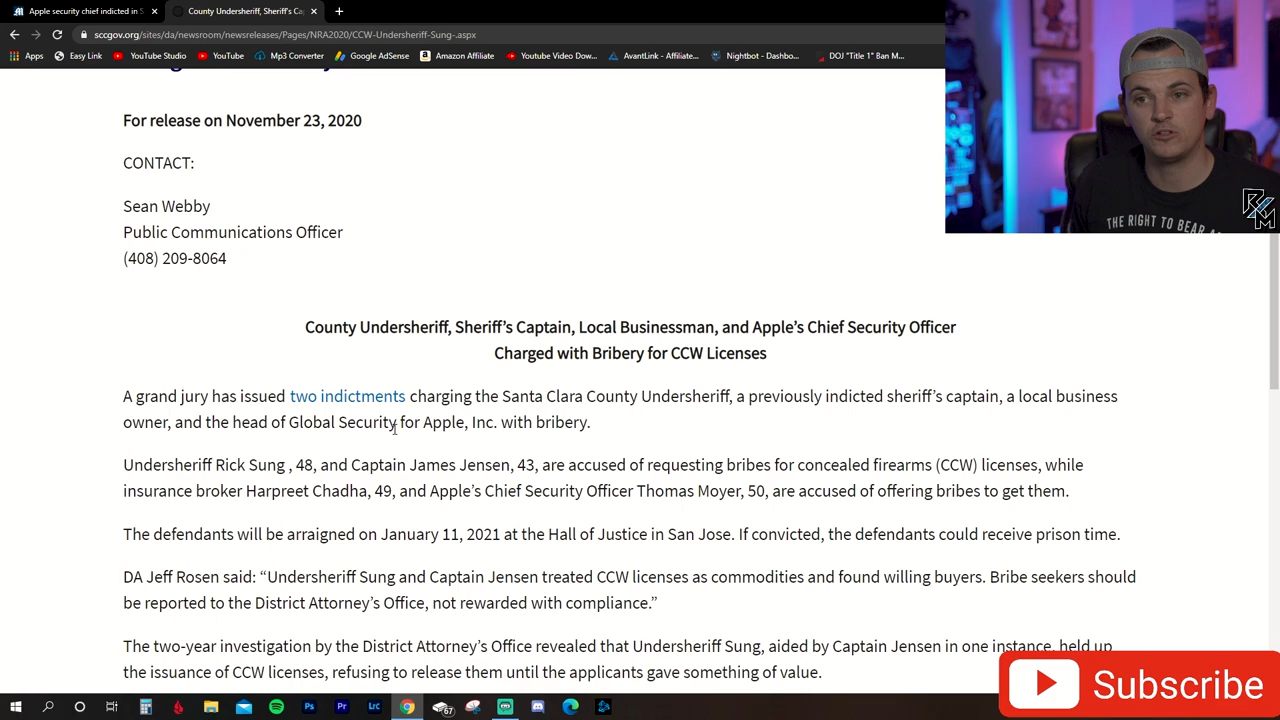 Apple security chief indicted in S
County Undersheriff, Sheriff's Ca
sccgov.org/sites/da/newsroom/newsreleases/Pages/NRA2020/CCW-Undersheriff-Sung-.aspx
Apps Easy Link YouTube Studio YouTube Mp3 Converter Google AdSense Amazon Affiliate Youtube Video Dow... AvantLink - Affiliate... Nightbot - Dashbo... DOJ "Title 1" Ban M...
For release on November 23, 2020
CONTACT:
Sean Webby
Public Communications Officer
(408) 209-8064
THE RIGHT TO BEAR
County Undersheriff, Sheriff's Captain, Local Businessman, and Apple's Chief Security Officer
Charged with Bribery for CCW Licenses
A grand jury has issued two indictments charging the Santa Clara County Undersheriff, a previously indicted sheriff's captain, a local business
owner, and the head of Global Security for Apple, Inc. with bribery.
Undersheriff Rick Sung , 48, and Captain James Jensen, 43, are accused of requesting bribes for concealed firearms (CCW) licenses, while
insurance broker Harpreet Chadha, 49, and Apple's Chief Security Officer Thomas Moyer, 50, are accused of offering bribes to get them.
The defendants will be arraigned on January 11, 2021 at the Hall of Justice in San Jose. If convicted, the defendants could receive prison time.
DA Jeff Rosen said: "Undersheriff Sung and Captain Jensen treated CCW licenses as commodities and found willing buyers. Bribe seekers should
be reported to the District Attorney's Office, not rewarded with compliance."
The two-year investigation by the District Attorney's Office revealed that Undersheriff Sung, aided by Captain Jensen in one instance, held up
the issuance of CCW licenses, refusing to release them until the applicants gave something of value.
Subscribe